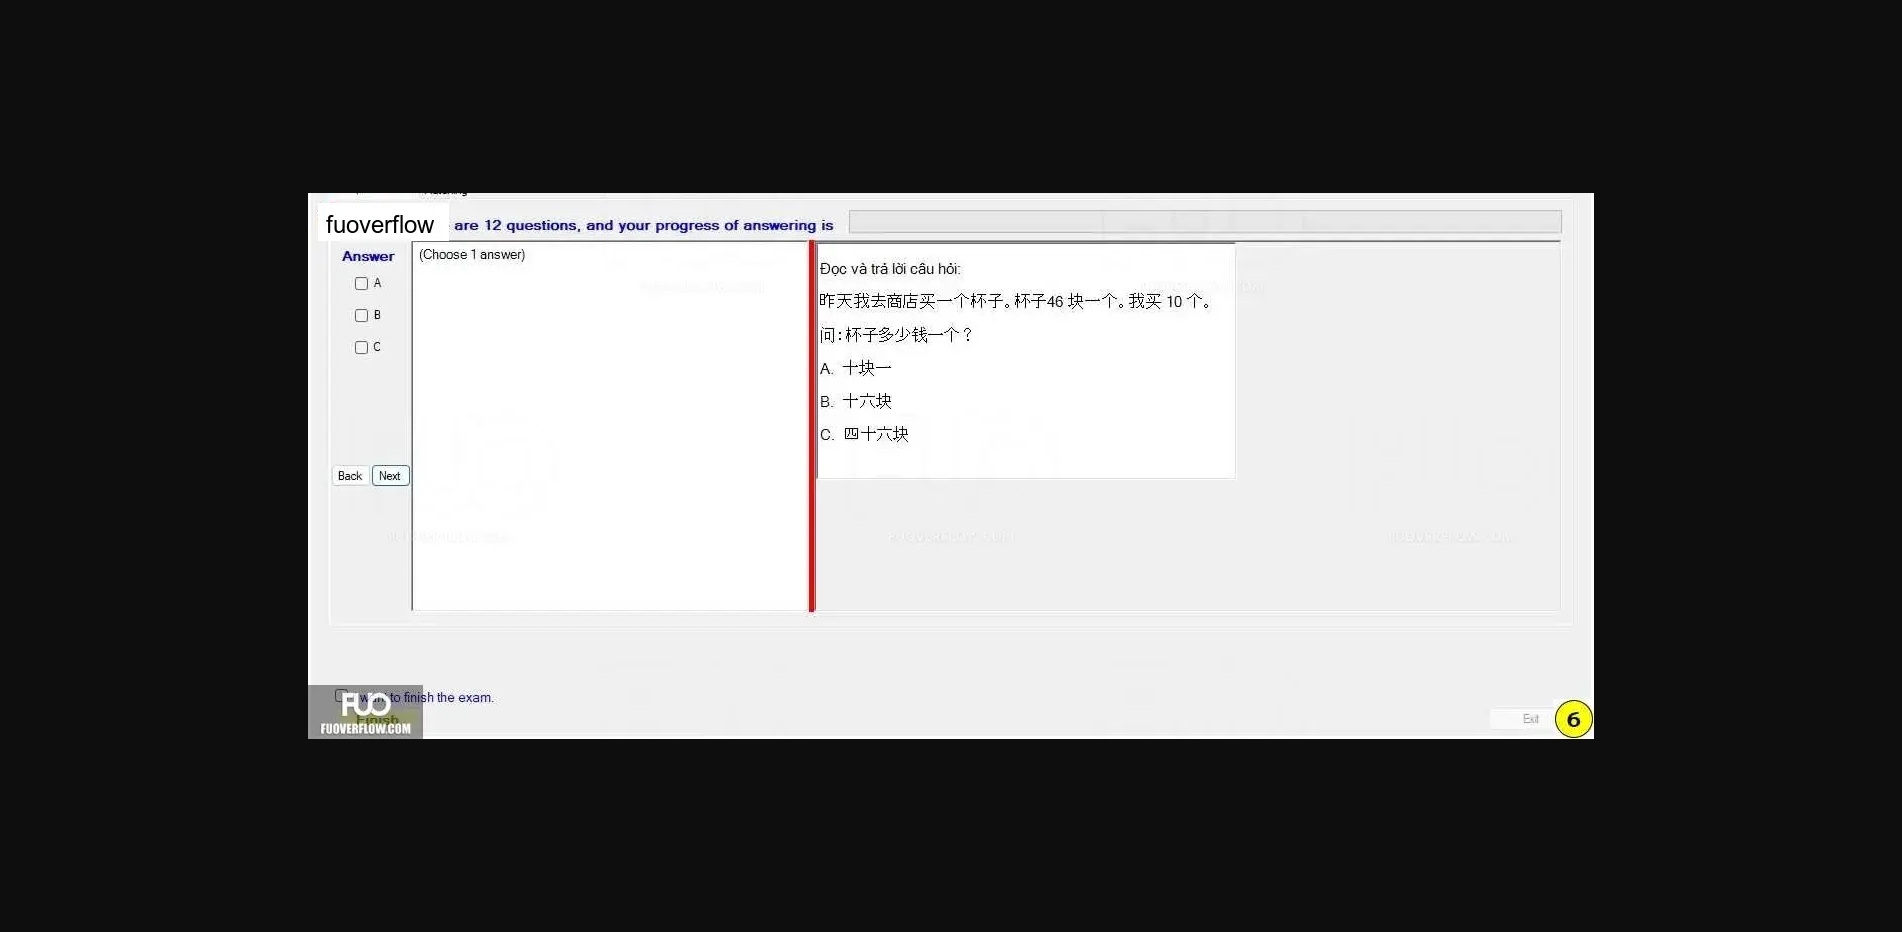 fuoverflow
are 12 questions, and your progress of answering is
Answer
(Choose 1 answer)
A
B
C
Back
Next
Đọc và trả lời câu hỏi:
昨天我去商店买一个杯子。杯子46 块一个。我买 10 个。
问:杯子多少钱一个?
A. 十块一
B. 十六块
C. 四十六块
I want to finish the exam.
Finish
FUO
FUOVERFLOW.COM
Exit
6